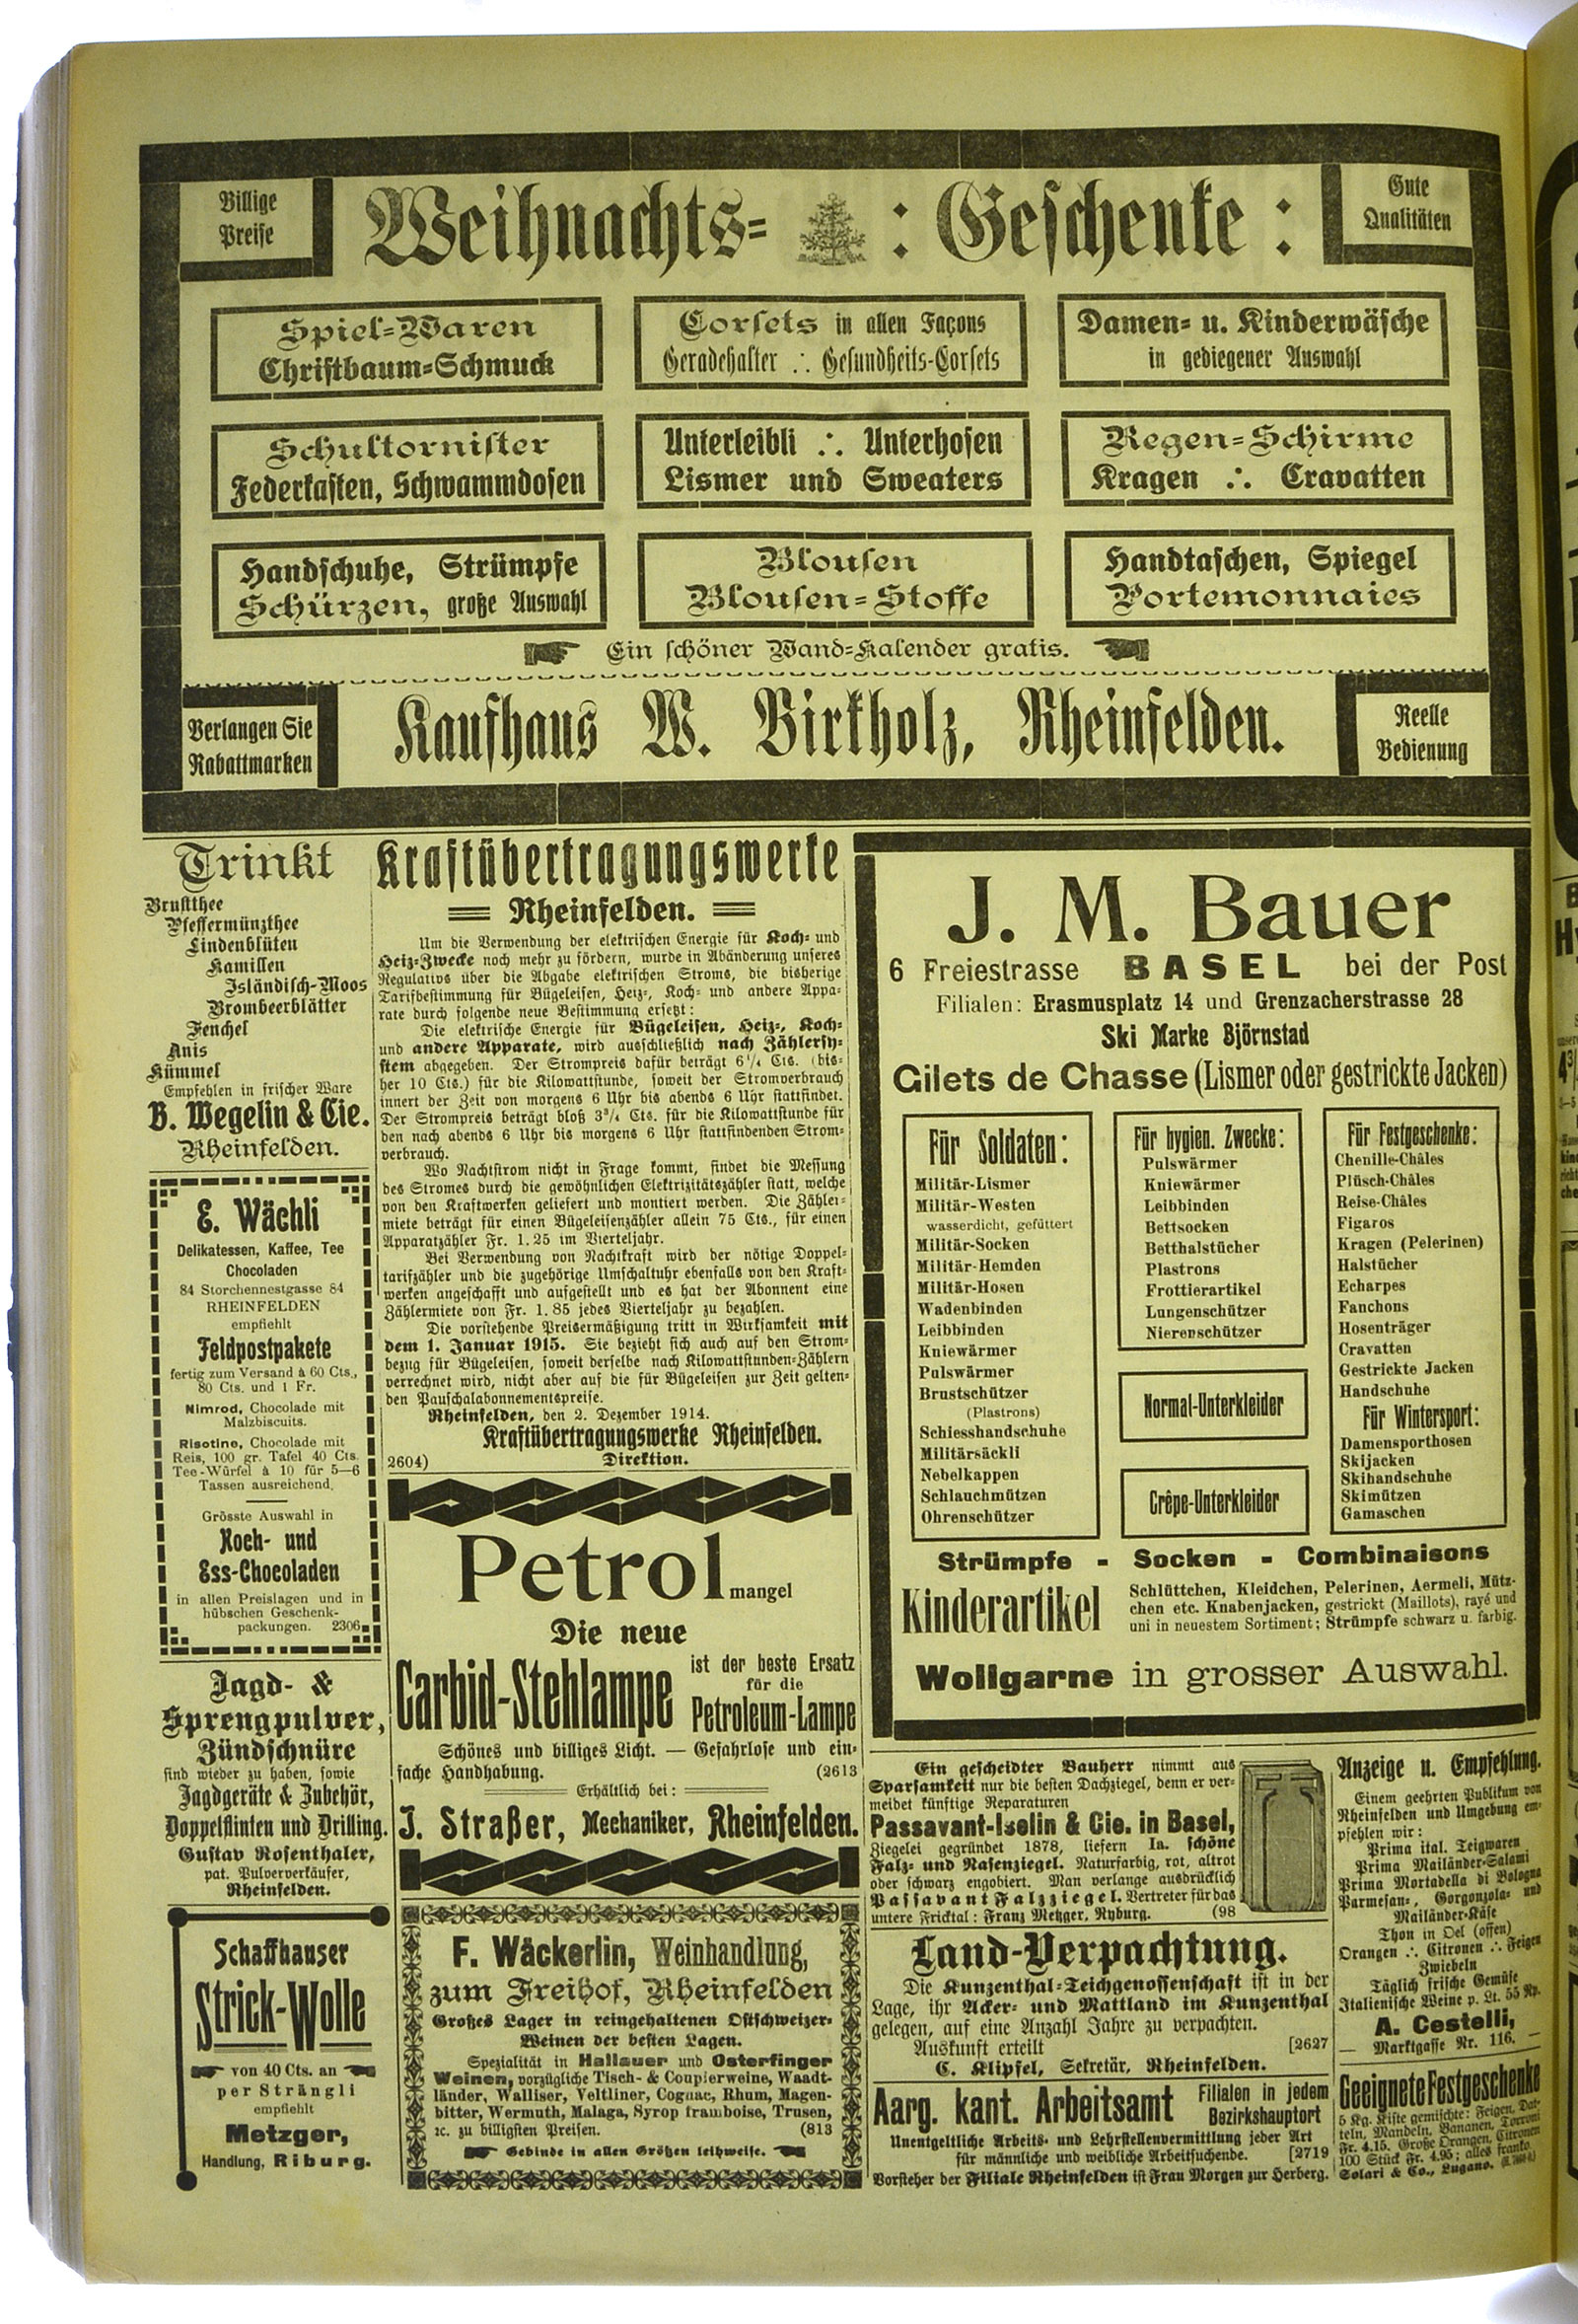 Billige
Preise
Weihnachts= : Geschenke :
Gute
Qualitäten
Spiel=Waren
Christbaum=Schmuck
Corsets in allen Façons
Geradehalter ∴ Gesundheits-Corsets
Damen= u. Kinderwäsche
in gediegener Auswahl
Schultornister
Federkasten, Schwammdosen
Unterleibli ∴ Unterhosen
Lismer und Sweaters
Regen=Schirme
Kragen ∴ Cravatten
Handschuhe, Strümpfe
Schürzen, große Auswahl
Blousen
Blousen=Stoffe
Handtaschen, Spiegel
Portemonnaies
Ein schöner Wand=Kalender gratis.
Verlangen Sie
Rabattmarken
Kaufhaus W. Birkholz, Rheinfelden.
Reelle
Bedienung
Trinkt
Brustthee
Pfeffermünzthee
Lindenblüten
Kamillen
Isländisch-Moos
Brombeerblätter
Fenchel
Anis
Kümmel
Empfehlen in frischer Ware
B. Wegelin & Cie.
Rheinfelden.
E. Wächli
Delikatessen, Kaffee, Tee
Chocoladen
84 Storchennestgasse 84
RHEINFELDEN
empfiehlt
Feldpostpakete
fertig zum Versand à 60 Cts.,
80 Cts. und 1 Fr.
Nimrod, Chocolade mit
Malzbiscuits.
Risotine, Chocolade mit
Reis, 100 gr. Tafel 40 Cts.
Tee-Würfel à 10 für 5—6
Tassen ausreichend.
Grösste Auswahl in
Koch- und
Ess-Chocoladen
in allen Preislagen und in
hübschen Geschenk-
packungen. 2306
Jagd- &
Sprengpulver,
Zündschnüre
sind wieder zu haben, sowie
Jagdgeräte & Zubehör,
Doppelflinten und Drilling.
Gustav Rosenthaler,
pat. Pulververkäufer,
Rheinfelden.
Schaffhauser
Strick-Wolle
von 40 Cts. an
per Strängli
empfiehlt
Metzger,
Handlung, Riburg.
Kraftübertragungswerke
Rheinfelden.
Um die Verwendung der elektrischen Energie für Koch= und
Heiz=Zwecke noch mehr zu fördern, wurde in Abänderung unseres
Regulativs über die Abgabe elektrischen Stroms, die bisherige
Tarifbestimmung für Bügeleisen, Heiz=, Koch= und andere Appa=
rate durch folgende neue Bestimmung ersetzt:
Die elektrische Energie für Bügeleisen, Heiz=, Koch=
und andere Apparate, wird ausschließlich nach Zählersy=
stem abgegeben. Der Strompreis dafür beträgt 6¼ Cts. (bis=
her 10 Cts.) für die Kilowattstunde, soweit der Stromverbrauch
innert der Zeit von morgens 6 Uhr bis abends 6 Uhr stattfindet.
Der Strompreis beträgt bloß 3¾ Cts. für die Kilowattstunde für
den nach abends 6 Uhr bis morgens 6 Uhr stattfindenden Strom=
verbrauch.
Wo Nachtstrom nicht in Frage kommt, findet die Messung
des Stromes durch die gewöhnlichen Elektrizitätszähler statt, welche
von den Kraftwerken geliefert und montiert werden. Die Zähler=
miete beträgt für einen Bügeleisenzähler allein 75 Cts., für einen
Apparatzähler Fr. 1.25 im Vierteljahr.
Bei Verwendung von Nachtkraft wird der nötige Doppel=
tarifzähler und die zugehörige Umschaltuhr ebenfalls von den Kraft=
werken angeschafft und aufgestellt und es hat der Abonnent eine
Zählermiete von Fr. 1.85 jedes Vierteljahr zu bezahlen.
Die vorstehende Preisermäßigung tritt in Wirksamkeit mit
dem 1. Januar 1915. Sie bezieht sich auch auf den Strom=
bezug für Bügeleisen, soweit derselbe nach Kilowattstunden=Zählern
verrechnet wird, nicht aber auf die für Bügeleisen zur Zeit gelten=
den Pauschalabonnementspreise.
Rheinfelden, den 2. Dezember 1914.
Kraftübertragungswerke Rheinfelden.
2604) Direktion.
Petrolmangel
Die neue
Carbid-Stehlampe
ist der beste Ersatz
für die
Petroleum-Lampe
Schönes und billiges Licht. — Gefahrlose und ein=
fache Handhabung. (2613
Erhältlich bei:
J. Straßer, Mechaniker, Rheinfelden.
F. Wäckerlin, Weinhandlung,
zum Freihof, Rheinfelden
Großes Lager in reingehaltenen Ostschweizer=
Weinen der besten Lagen.
Spezialität in Hallauer und Osterfinger
Weinen, vorzügliche Tisch- & Coupierweine, Waadt-
länder, Walliser, Veltliner, Cognac, Rhum, Magen-
bitter, Wermuth, Malaga, Syrop framboise, Trusen,
ꝛc. zu billigsten Preisen. (813
Gebinde in allen Größen leihweise.
J. M. Bauer
6 Freiestrasse BASEL bei der Post
Filialen: Erasmusplatz 14 und Grenzacherstrasse 28
Ski Marke Björnstad
Gilets de Chasse (Lismer oder gestrickte Jacken)
Für Soldaten:
Militär-Lismer
Militär-Westen
wasserdicht, gefüttert
Militär-Socken
Militär-Hemden
Militär-Hosen
Wadenbinden
Leibbinden
Kniewärmer
Pulswärmer
Brustschützer
(Plastrons)
Schiesshandschuhe
Militärsäckli
Nebelkappen
Schlauchmützen
Ohrenschützer
Für hygien. Zwecke:
Pulswärmer
Kniewärmer
Leibbinden
Bettsocken
Betthalstücher
Plastrons
Frottierartikel
Lungenschützer
Nierenschützer
Normal-Unterkleider
Crêpe-Unterkleider
Für Festgeschenke:
Chenille-Châles
Plüsch-Châles
Reise-Châles
Figaros
Kragen (Pelerinen)
Halstücher
Echarpes
Fanchons
Hosenträger
Cravatten
Gestrickte Jacken
Handschuhe
Für Wintersport:
Damensporthosen
Skijacken
Skihandschuhe
Skimützen
Gamaschen
Strümpfe - Socken - Combinaisons
Kinderartikel
Schlüttchen, Kleidchen, Pelerinen, Aermeli, Mütz-
chen etc. Knabenjacken, gestrickt (Maillots), rayé und
uni in neuestem Sortiment; Strümpfe schwarz u. farbig.
Wollgarne in grosser Auswahl.
Ein gescheidter Bauherr nimmt aus
Sparsamkeit nur die besten Dachziegel, denn er ver=
meidet künftige Reparaturen
Passavant-Iselin & Cie. in Basel,
Ziegelei gegründet 1878, liefern Ia. schöne
Falz= und Nasenziegel. Naturfarbig, rot, altrot
oder schwarz engobiert. Man verlange ausdrücklich
Passavant Falzziegel. Vertreter für das
untere Fricktal: Franz Metzger, Ryburg. (98
Land-Verpachtung.
Die Kunzenthal=Teichgenossenschaft ist in der
Lage, ihr Acker= und Mattland im Kunzenthal
gelegen, auf eine Anzahl Jahre zu verpachten.
Auskunft erteilt [2627
C. Klipfel, Sekretär, Rheinfelden.
Aarg. kant. Arbeitsamt
Filialen in jedem
Bezirkshauptort
Unentgeltliche Arbeits= und Lehrstellenvermittlung jeder Art
für männliche und weibliche Arbeitsuchende. [2719
Vorsteher der Filiale Rheinfelden ist Frau Morgen zur Herberg.
Anzeige u. Empfehlung.
Einem geehrten Publikum von
Rheinfelden und Umgebung em=
pfehlen wir:
Prima ital. Teigwaren
Prima Mailänder=Salami
Prima Mortadella di Bologna
Parmesan=, Gorgonzola= und
Mailänder=Käse
Thon in Oel (offen)
Orangen ∴ Citronen ∴ Feigen
Zwiebeln
Täglich frische Gemüse
Italienische Weine p. Lt. 55 Rp.
A. Cestelli,
— Marktgasse Nr. 116. —
Geeignete Festgeschenke
5 Kg. Kiste gemischte: Feigen, Dat-
teln, Mandeln, Bananen, Torroni
Fr. 4.15. Große Orangen, Citronen
100 Stück Fr. 4.95; alles franko.
Solari & Co., Lugano.